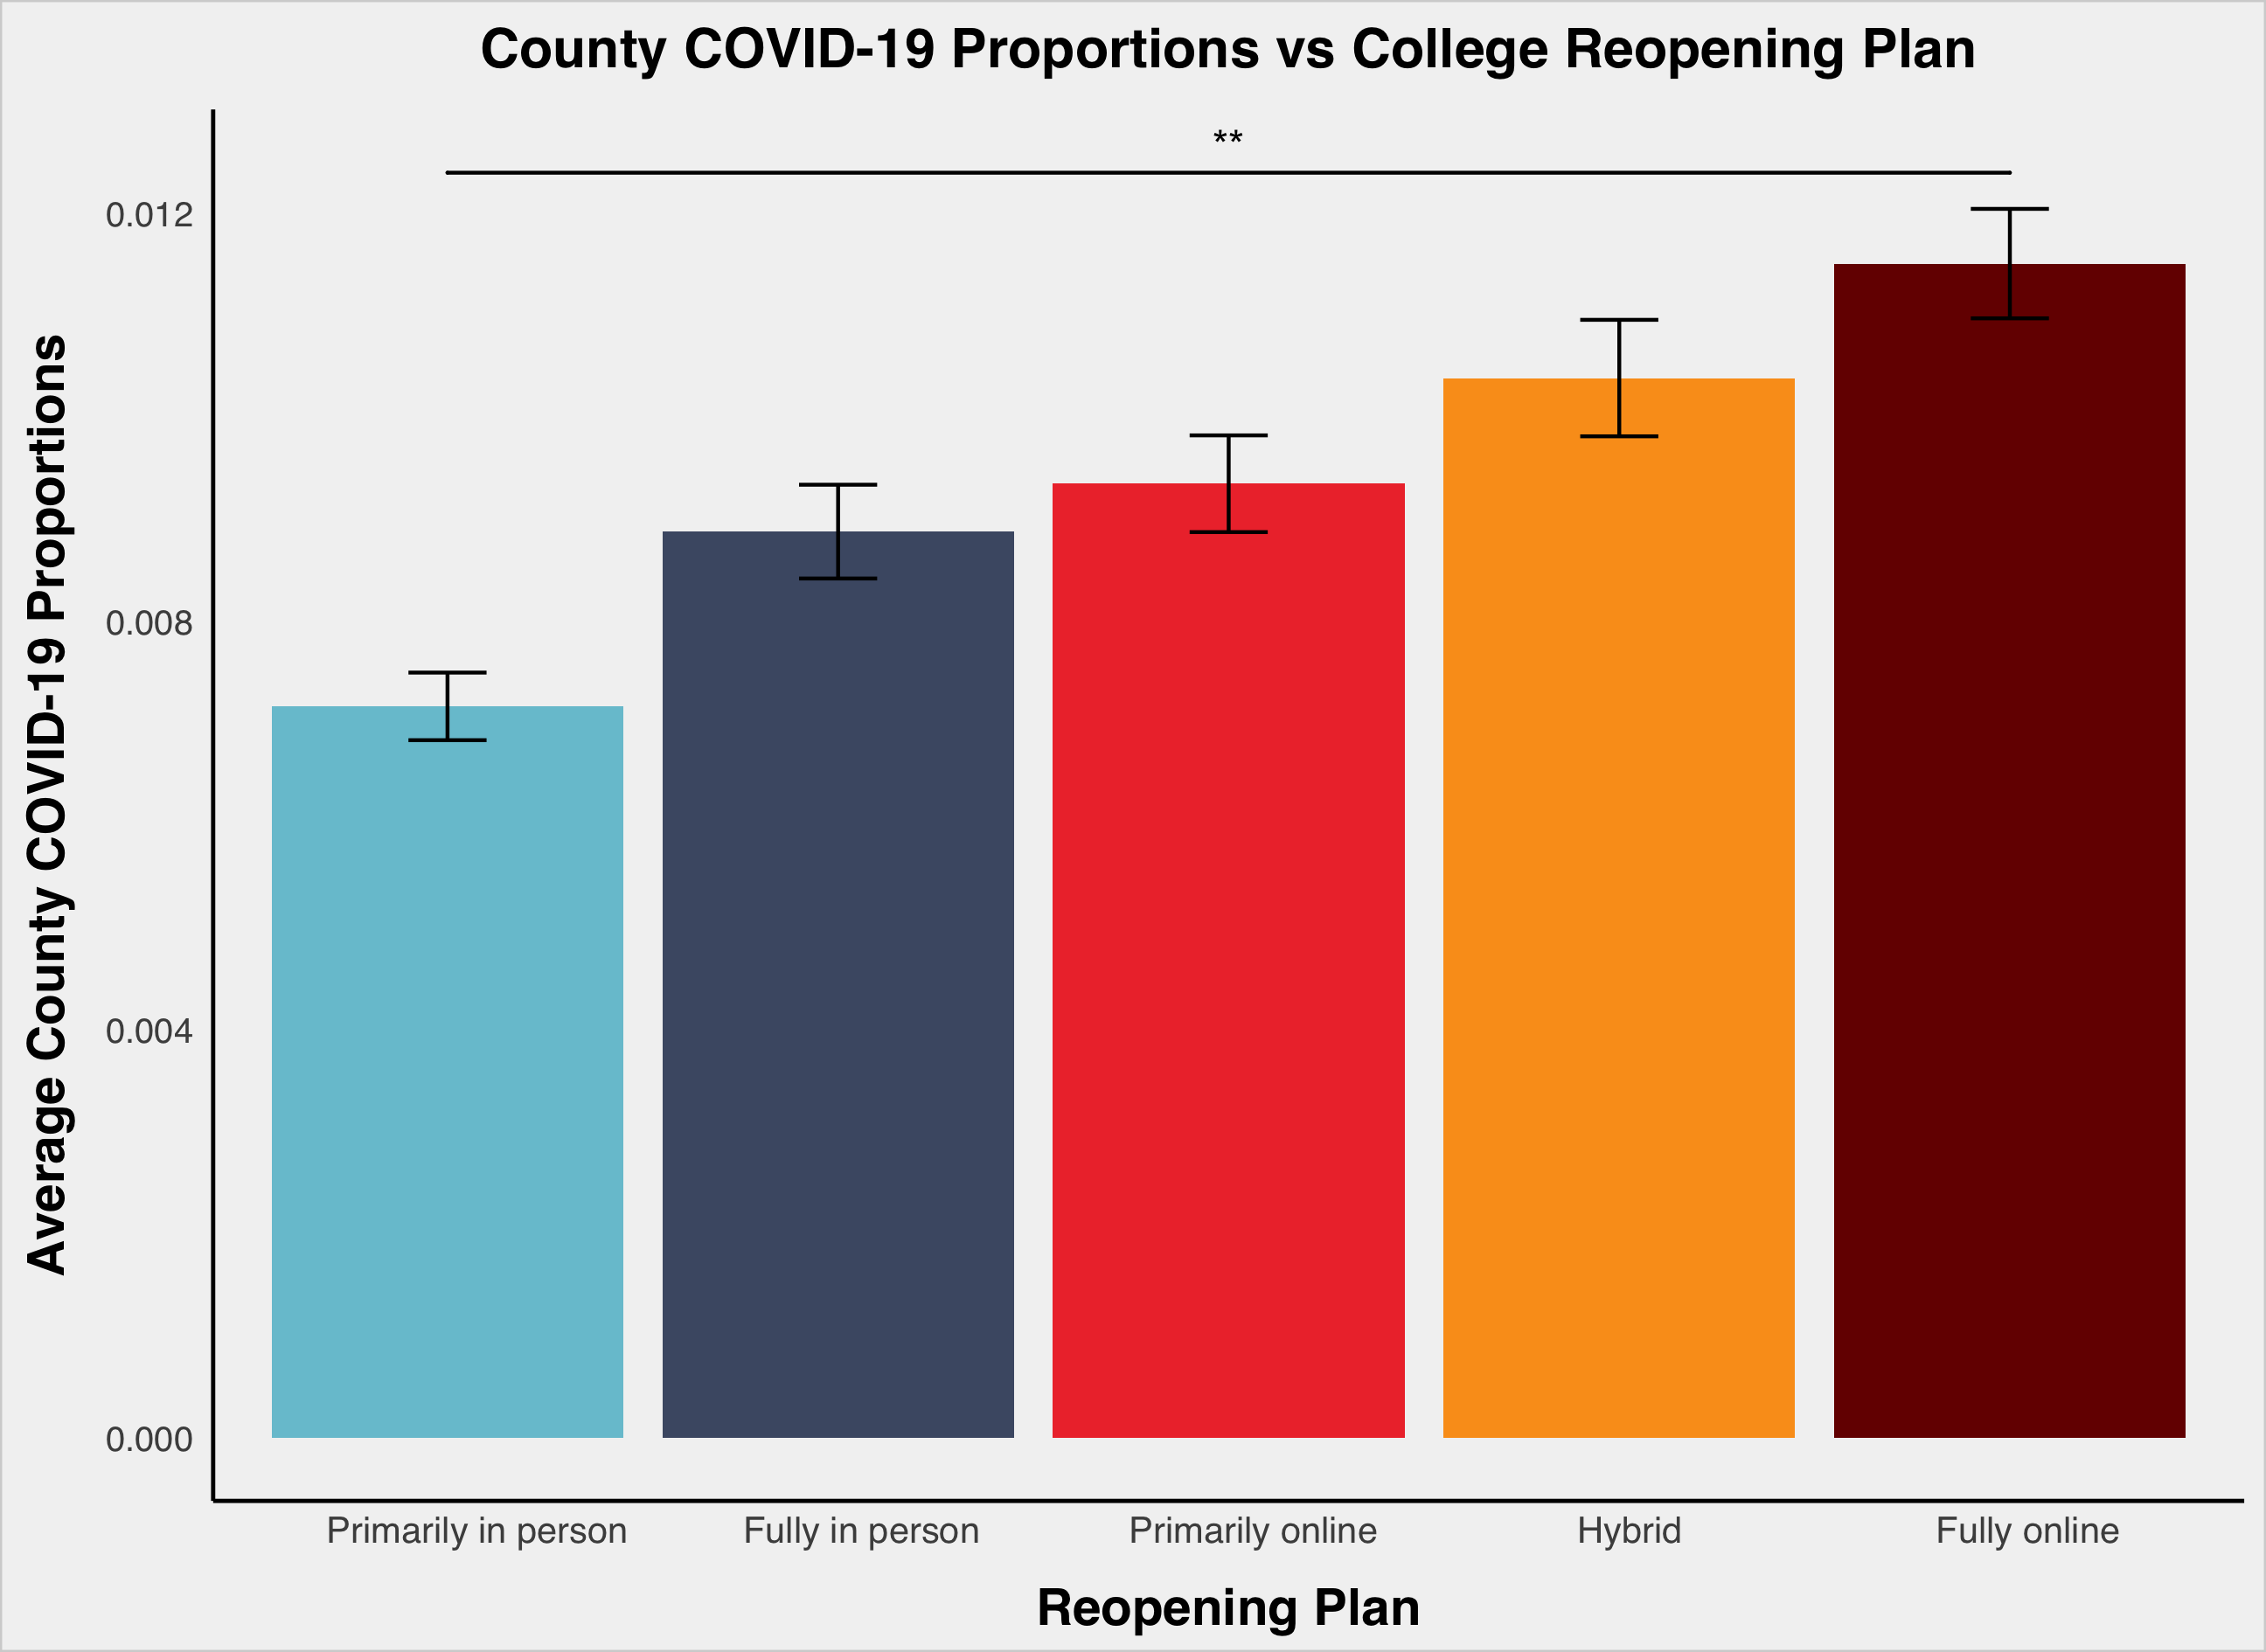 County COVID-19 Proportions vs College Reopening Plan
**
Average County COVID-19 Proportions
0.012
0.008
0.004
0.000
Primarily in person
Fully in person
Primarily online
Hybrid
Fully online
Reopening Plan